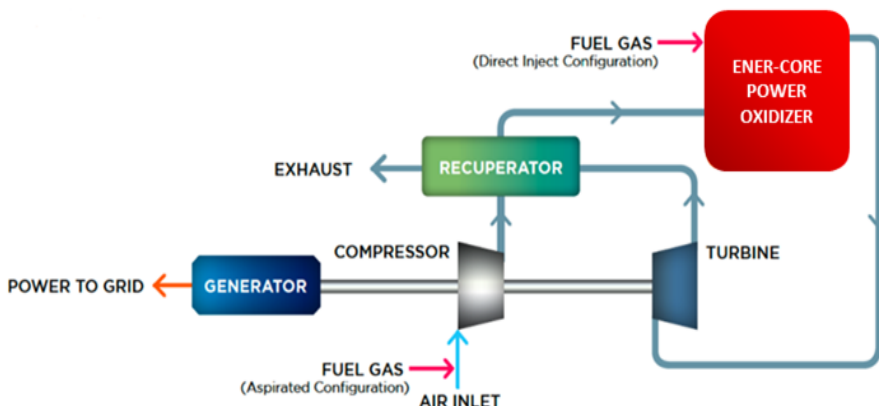 FUEL GAS
(Direct Inject Configuration)
ENER-CORE
POWER
OXIDIZER
EXHAUST
RECUPERATOR
COMPRESSOR
TURBINE
POWER TO GRID
GENERATOR
FUEL GAS
(Aspirated Configuration)
AIR INLET